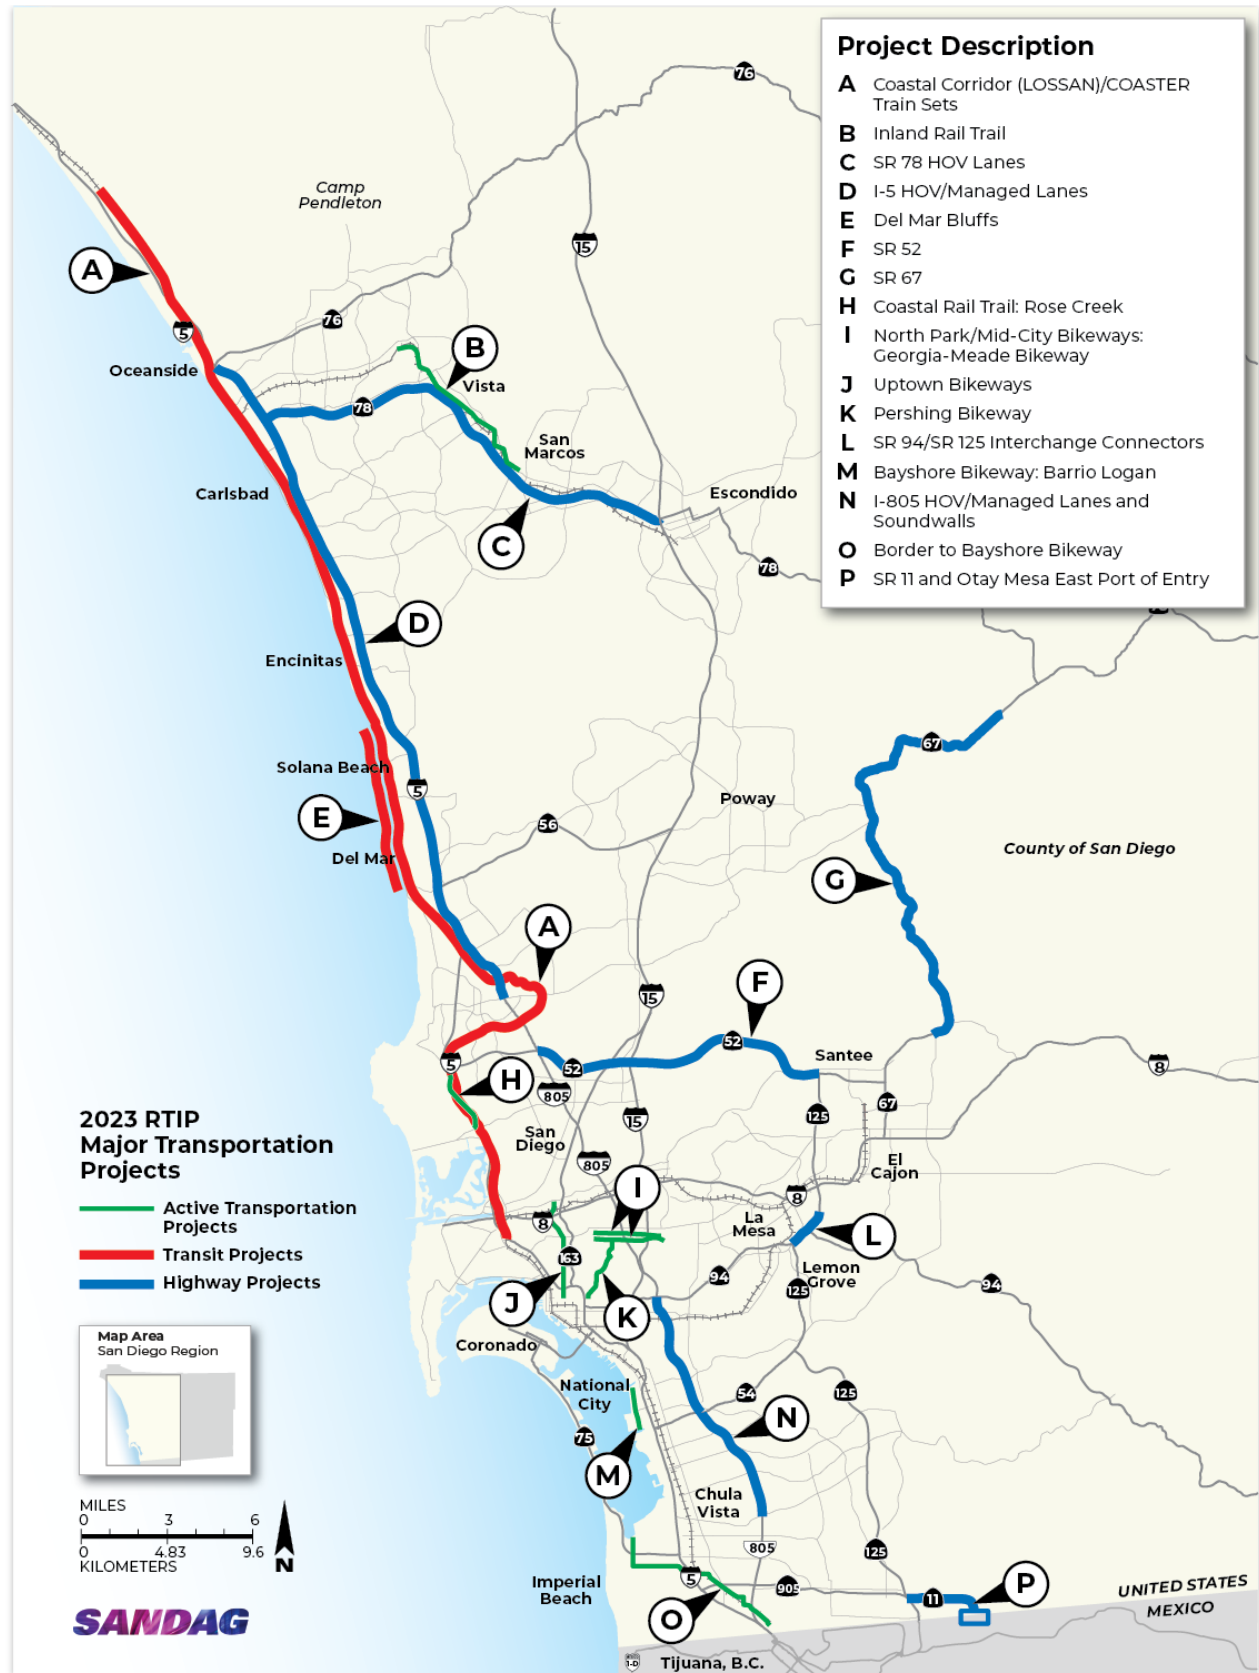 Project Description
A Coastal Corridor (LOSSAN)/COASTER
Train Sets
B Inland Rail Trail
C SR 78 HOV Lanes
D I-5 HOV/Managed Lanes
E Del Mar Bluffs
F SR 52
G SR 67
H Coastal Rail Trail: Rose Creek
I North Park/Mid-City Bikeways:
Georgia-Meade Bikeway
J Uptown Bikeways
K Pershing Bikeway
L SR 94/SR 125 Interchange Connectors
M Bayshore Bikeway: Barrio Logan
N I-805 HOV/Managed Lanes and
Soundwalls
O Border to Bayshore Bikeway
P SR 11 and Otay Mesa East Port of Entry
76
Camp
Pendleton
15
A
76
5
Oceanside
B
Vista
78
San
Marcos
Carlsbad
Escondido
C
78
D
Encinitas
67
Solana Beach
5
Poway
E
56
Del Mar
County of San Diego
G
A
F
15
52
Santee
5
52
8
H
805
67
125
15
San
Diego
805
El
Cajon
I
8
La
Mesa
8
L
163
Lemon
Grove
94
94
125
J
K
Coronado
National
City
54
125
N
75
M
Chula
Vista
805
125
5
Imperial
Beach
905
11
P
UNITED STATES
MEXICO
O
1-D
Tijuana, B.C.
2023 RTIP
Major Transportation
Projects
Active Transportation
Projects
Transit Projects
Highway Projects
Map Area
San Diego Region
MILES
0 3 6
0 4.83 9.6
KILOMETERS
N
SANDAG